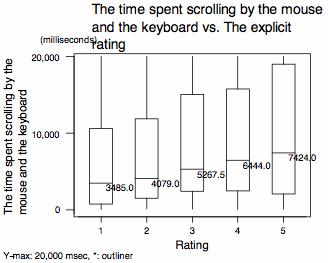 The time spent scrolling by the mouse
and the keyboard vs. The explicit
rating
(milliseconds)
The time spent scrolling by the
mouse and the keyboard
20,000
10,000
0
3485.0
4079.0
5267.5
6444.0
7424.0
1 2 3 4 5
Rating
Y-max: 20,000 msec, *: outliner